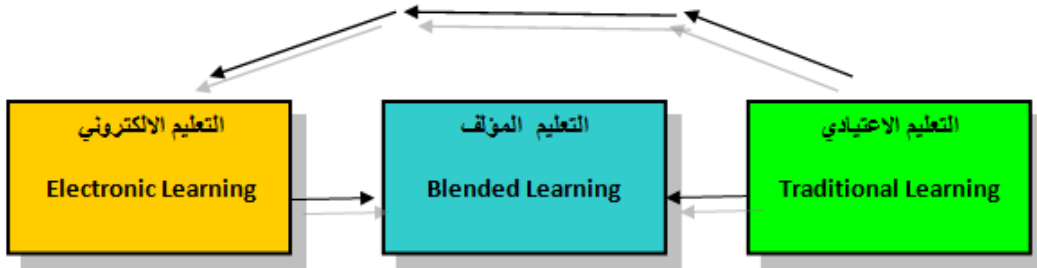 التعليم الالكتروني
Electronic Learning
التعليم المؤلف
Blended Learning
التعليم الاعتيادي
Traditional Learning